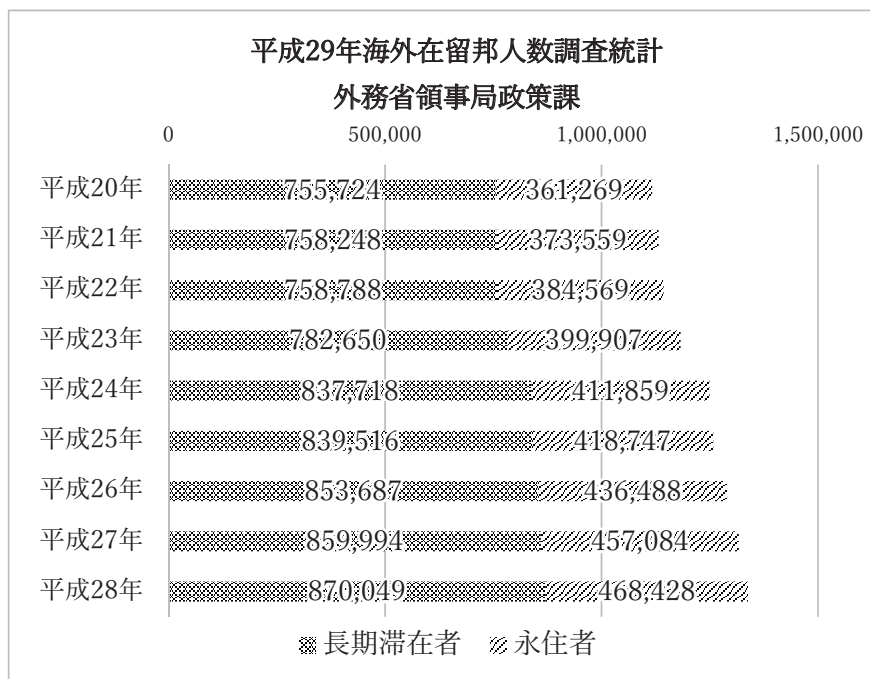 平成29年海外在留邦人数調査統計
外務省領事局政策課
0 500,000 1,000,000 1,500,000
平成20年 755,724 361,269
平成21年 758,248 373,559
平成22年 758,788 384,569
平成23年 782,650 399,907
平成24年 837,718 411,859
平成25年 839,516 418,747
平成26年 853,687 436,488
平成27年 859,994 457,084
平成28年 870,049 468,428
長期滞在者 永住者